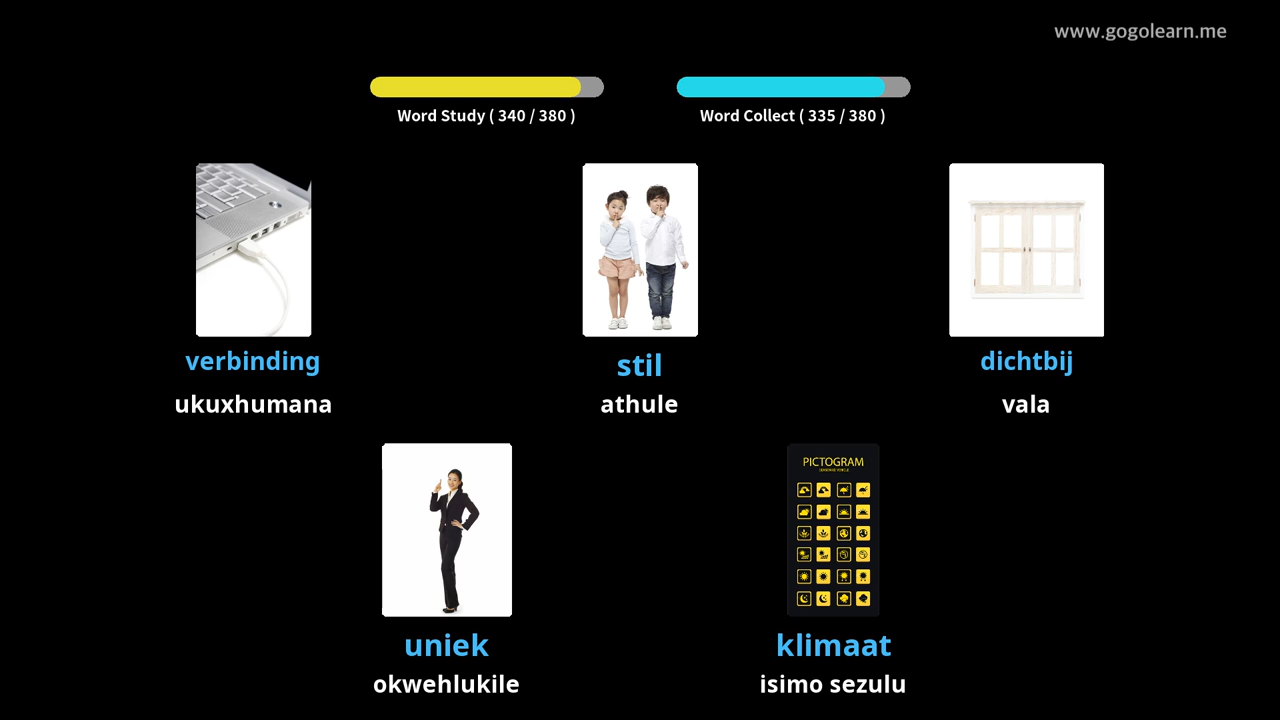 www.gogolearn.me
Word Study ( 340 / 380 )
Word Collect ( 335 / 380 )
verbinding
ukuxhumana
stil
athule
dichtbij
vala
PICTOGRAM
uniek
okwehlukile
klimaat
isimo sezulu